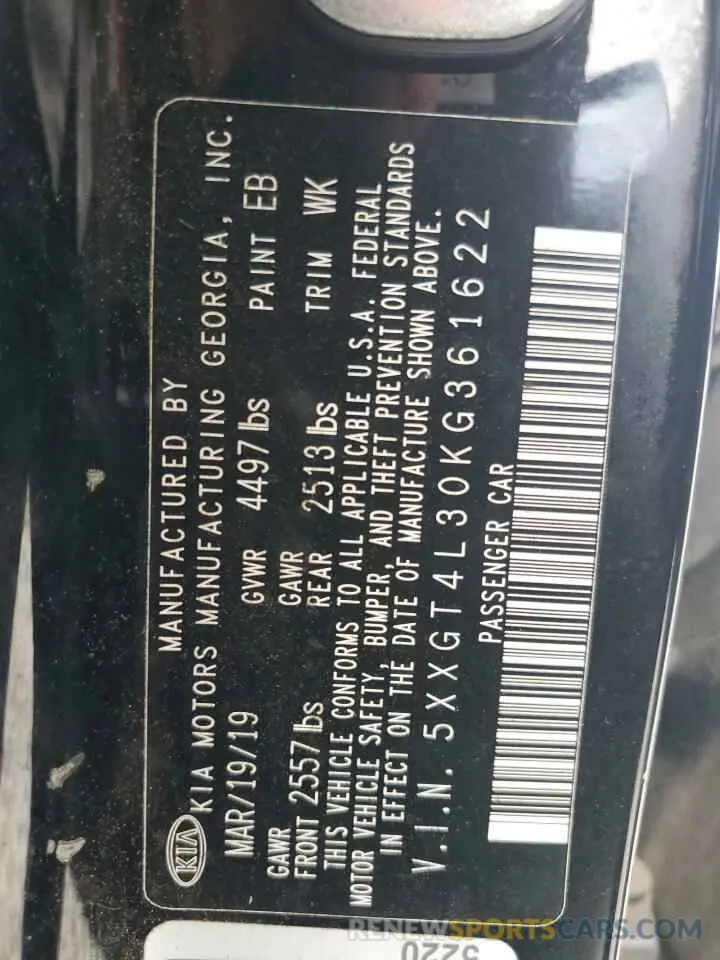 MANUFACTURED BY
KIA KIA MOTORS MANUFACTURING GEORGIA, INC.
MAR/19/19 GVWR 4497 lbs PAINT EB
GAWR GAWR
FRONT 2557 lbs REAR 2513 lbs TRIM WK
THIS VEHICLE CONFORMS TO ALL APPLICABLE U.S.A. FEDERAL
MOTOR VEHICLE SAFETY, BUMPER, AND THEFT PREVENTION STANDARDS
IN EFFECT ON THE DATE OF MANUFACTURE SHOWN ABOVE.
V.I.N. 5XXGT4L30KG361622
PASSENGER CAR
5220
RENEWSPORTSCARS.COM